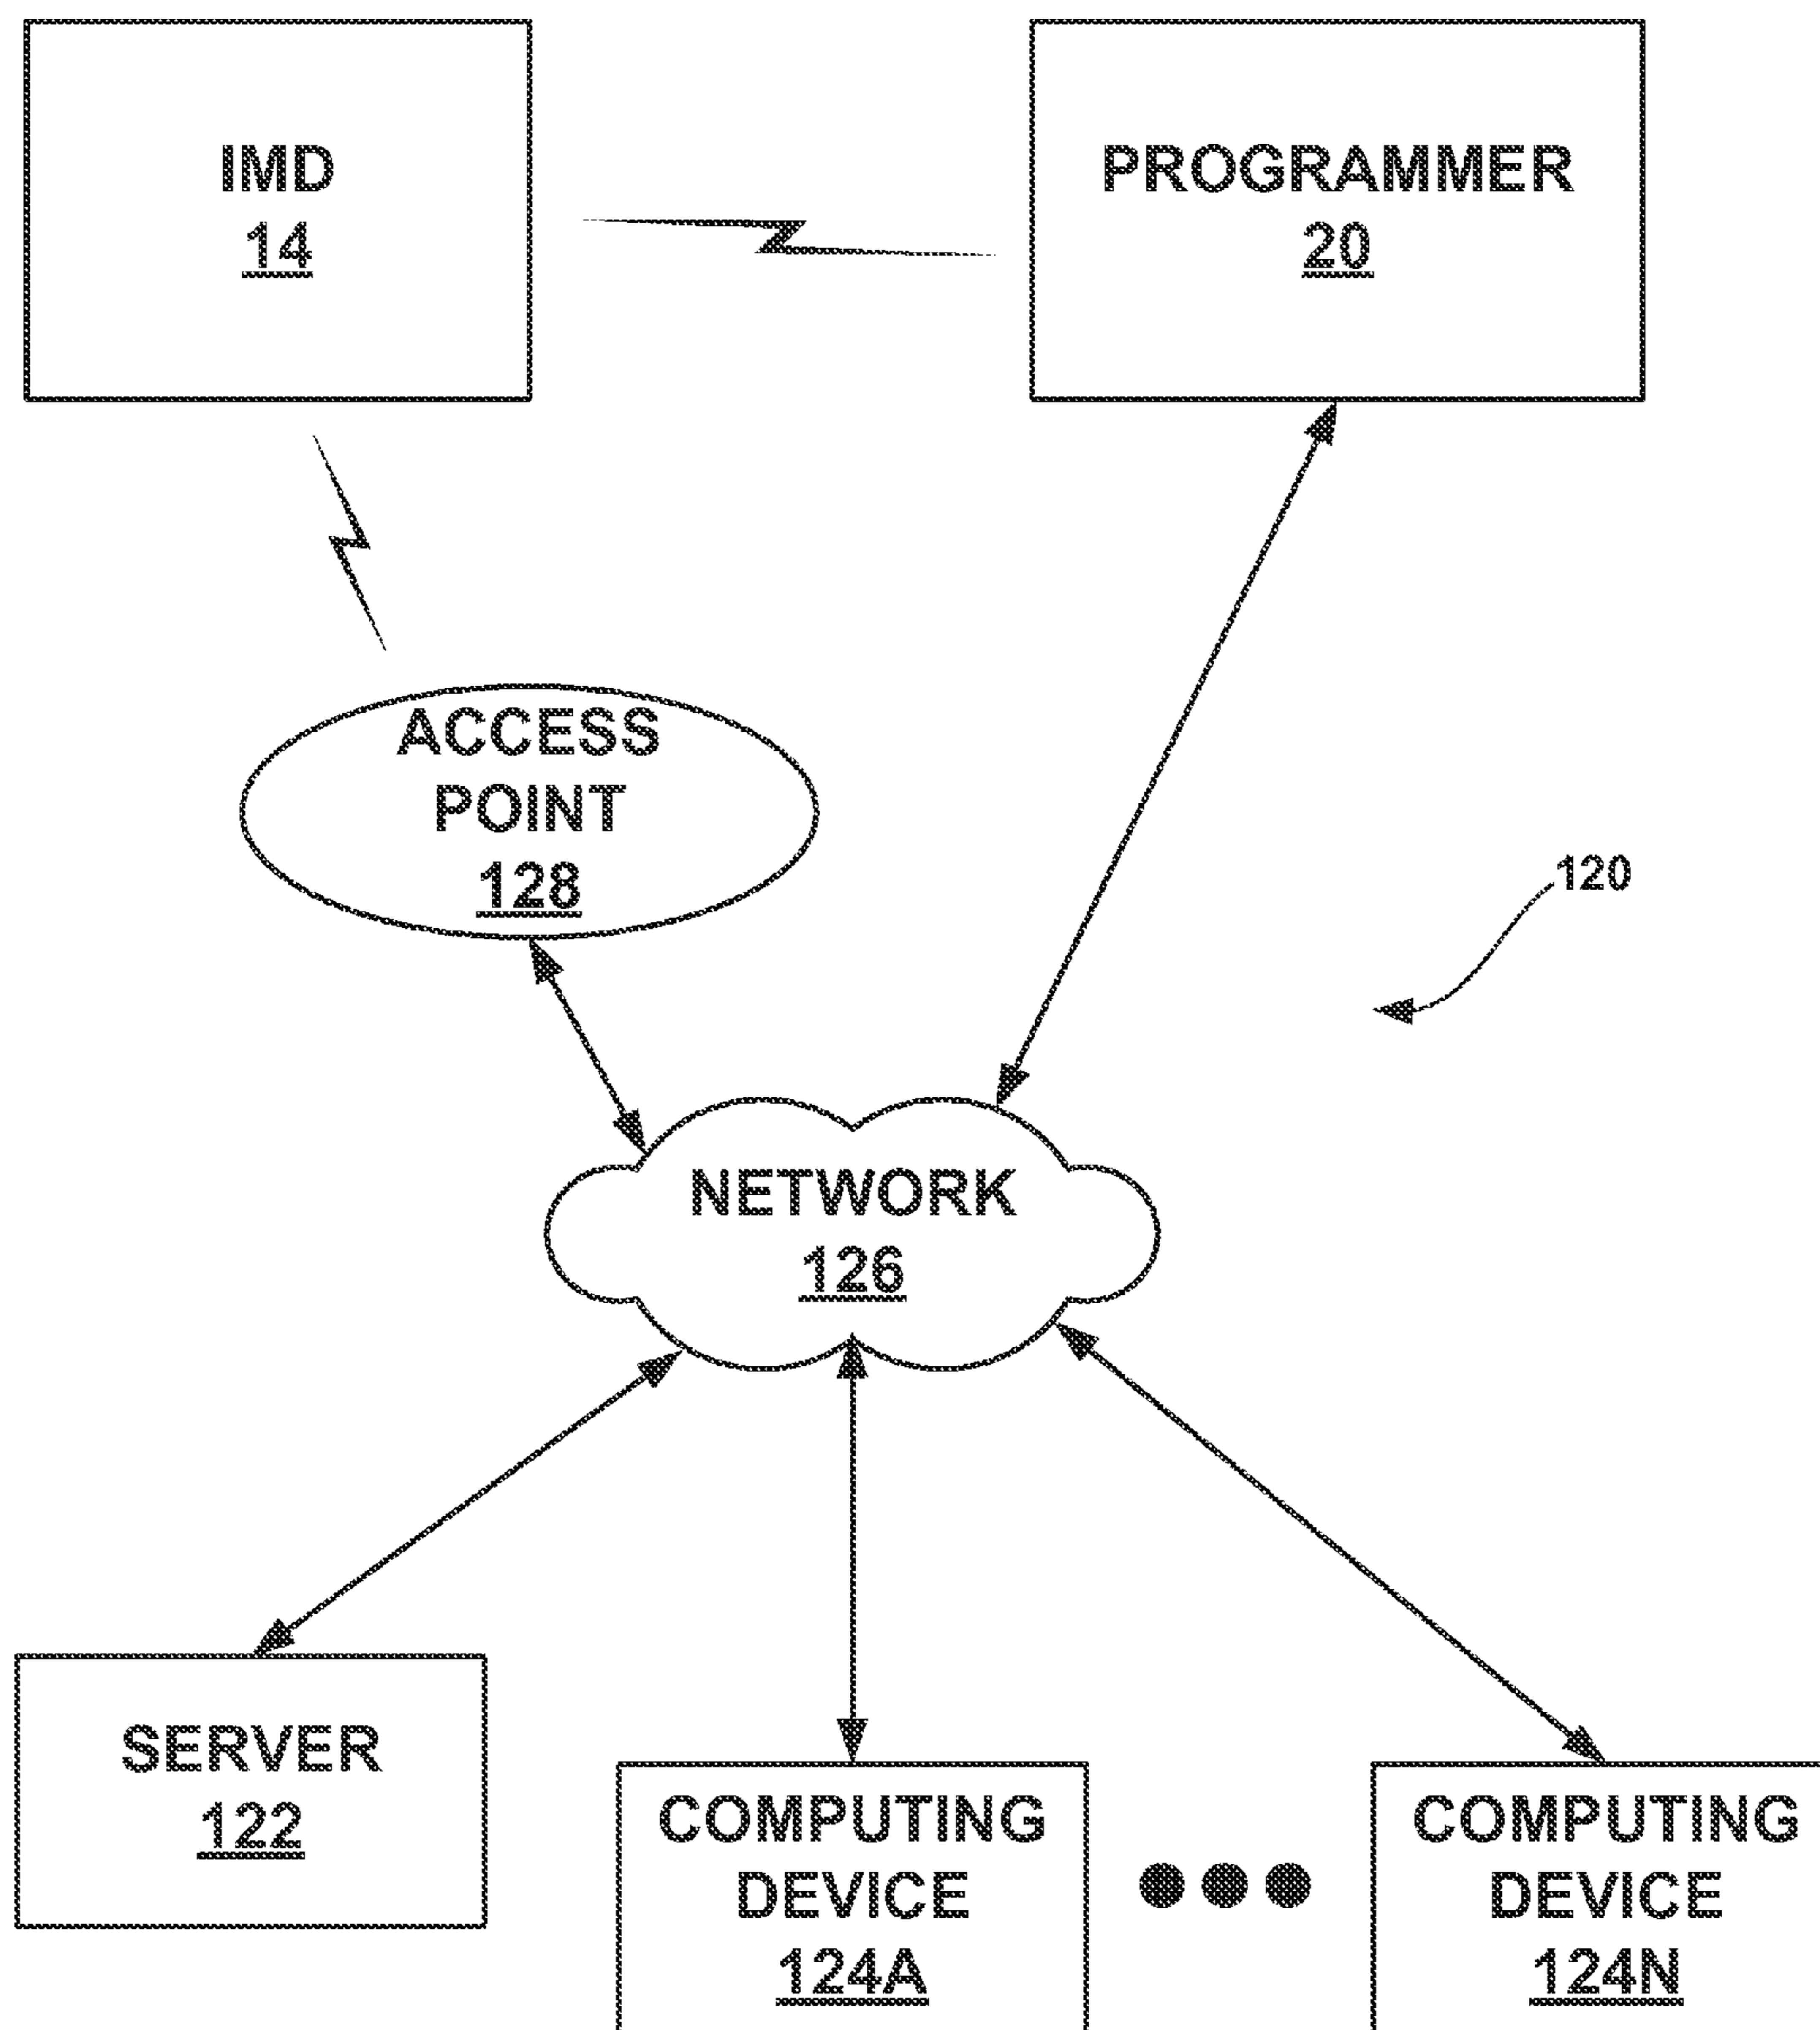 IMD
14
PROGRAMMER
20
ACCESS
POINT
128
120
NETWORK
126
SERVER
122
COMPUTING
DEVICE
124A
COMPUTING
DEVICE
124N